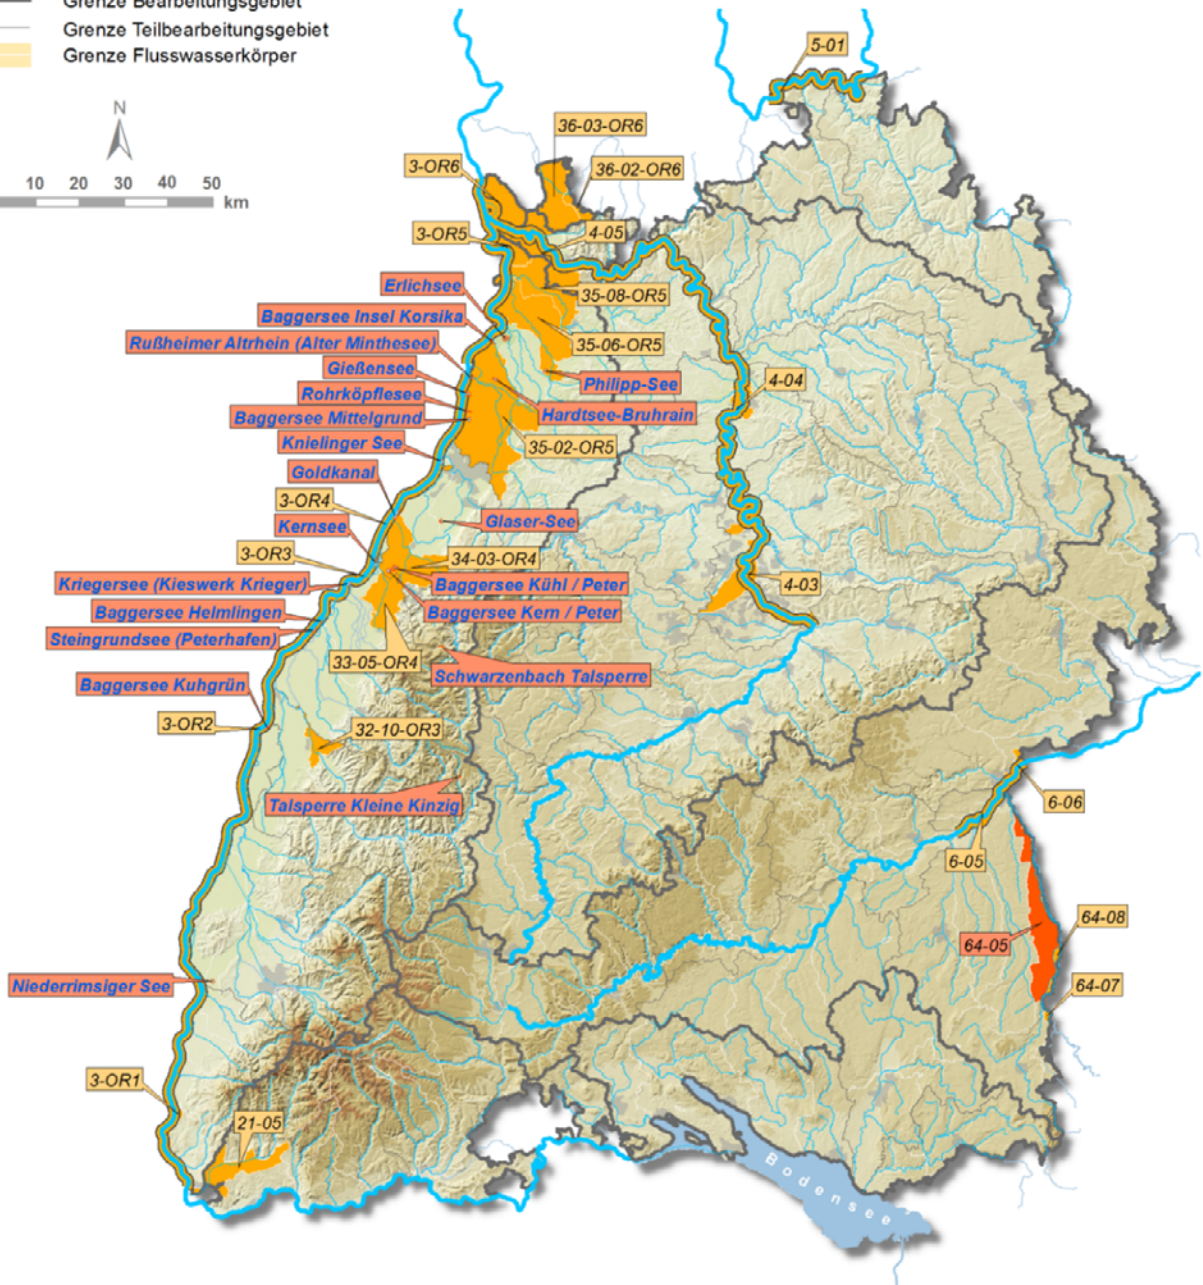 Grenze Bearbeitungsgebiet
Grenze Teilbearbeitungsgebiet
Grenze Flusswasserkörper
N
10 20 30 40 50 km
5-01
36-03-OR6
3-OR6
36-02-OR6
3-OR5
4-05
Erlichsee
35-08-OR5
Baggersee Insel Korsika
Rußheimer Altrhein (Alter Minthesee)
35-06-OR5
Gießensee
Philipp-See
4-04
Rohrköpflesee
Baggersee Mittelgrund
Hardtsee-Bruhrain
Knielinger See
35-02-OR5
Goldkanal
3-OR4
Kernsee
Glaser-See
3-OR3
34-03-OR4
Kriegersee (Kieswerk Krieger)
Baggersee Kühl / Peter
4-03
Baggersee Helmlingen
Baggersee Kern / Peter
Steingrundsee (Peterhafen)
33-05-OR4
Schwarzenbach Talsperre
Baggersee Kuhgrün
3-OR2
32-10-OR3
Talsperre Kleine Kinzig
6-06
6-05
64-08
64-05
Niederrimsiger See
64-07
3-OR1
21-05
Bodensee